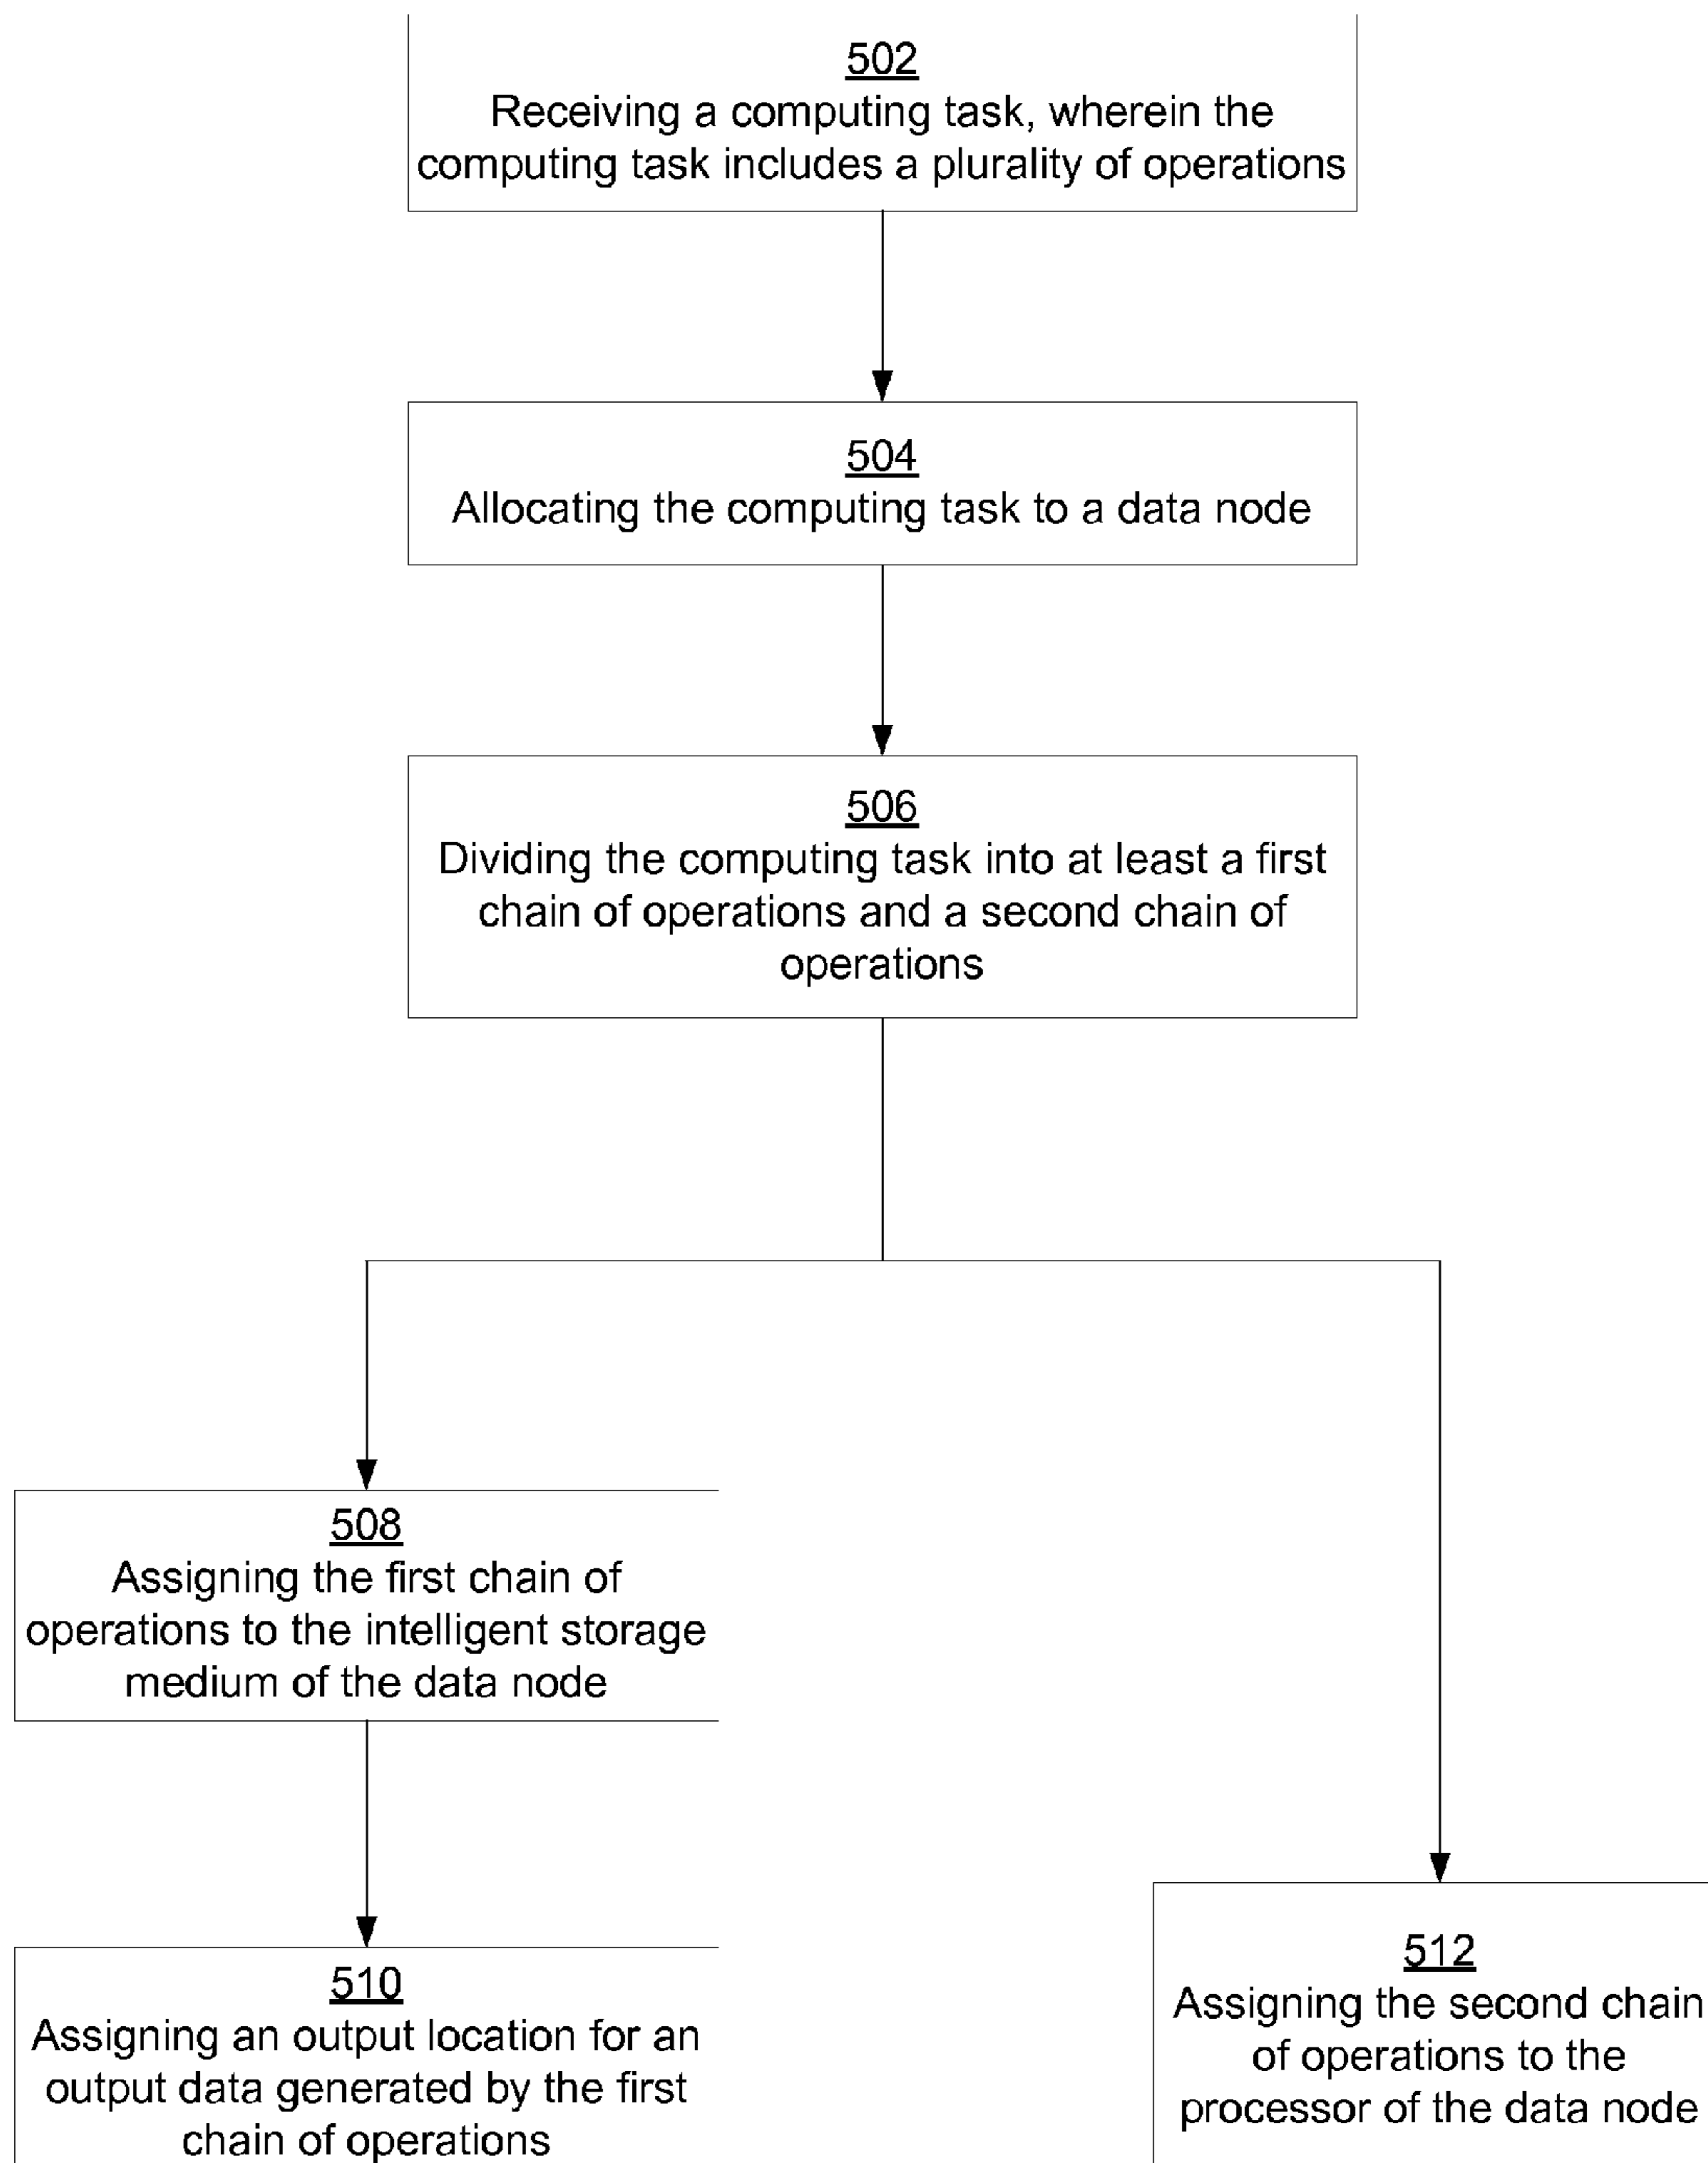 502
Receiving a computing task, wherein the
computing task includes a plurality of operations
504
Allocating the computing task to a data node
506
Dividing the computing task into at least a first
chain of operations and a second chain of
operations
508
Assigning the first chain of
operations to the intelligent storage
medium of the data node
510
Assigning an output location for an
output data generated by the first
chain of operations
512
Assigning the second chain
of operations to the
processor of the data node